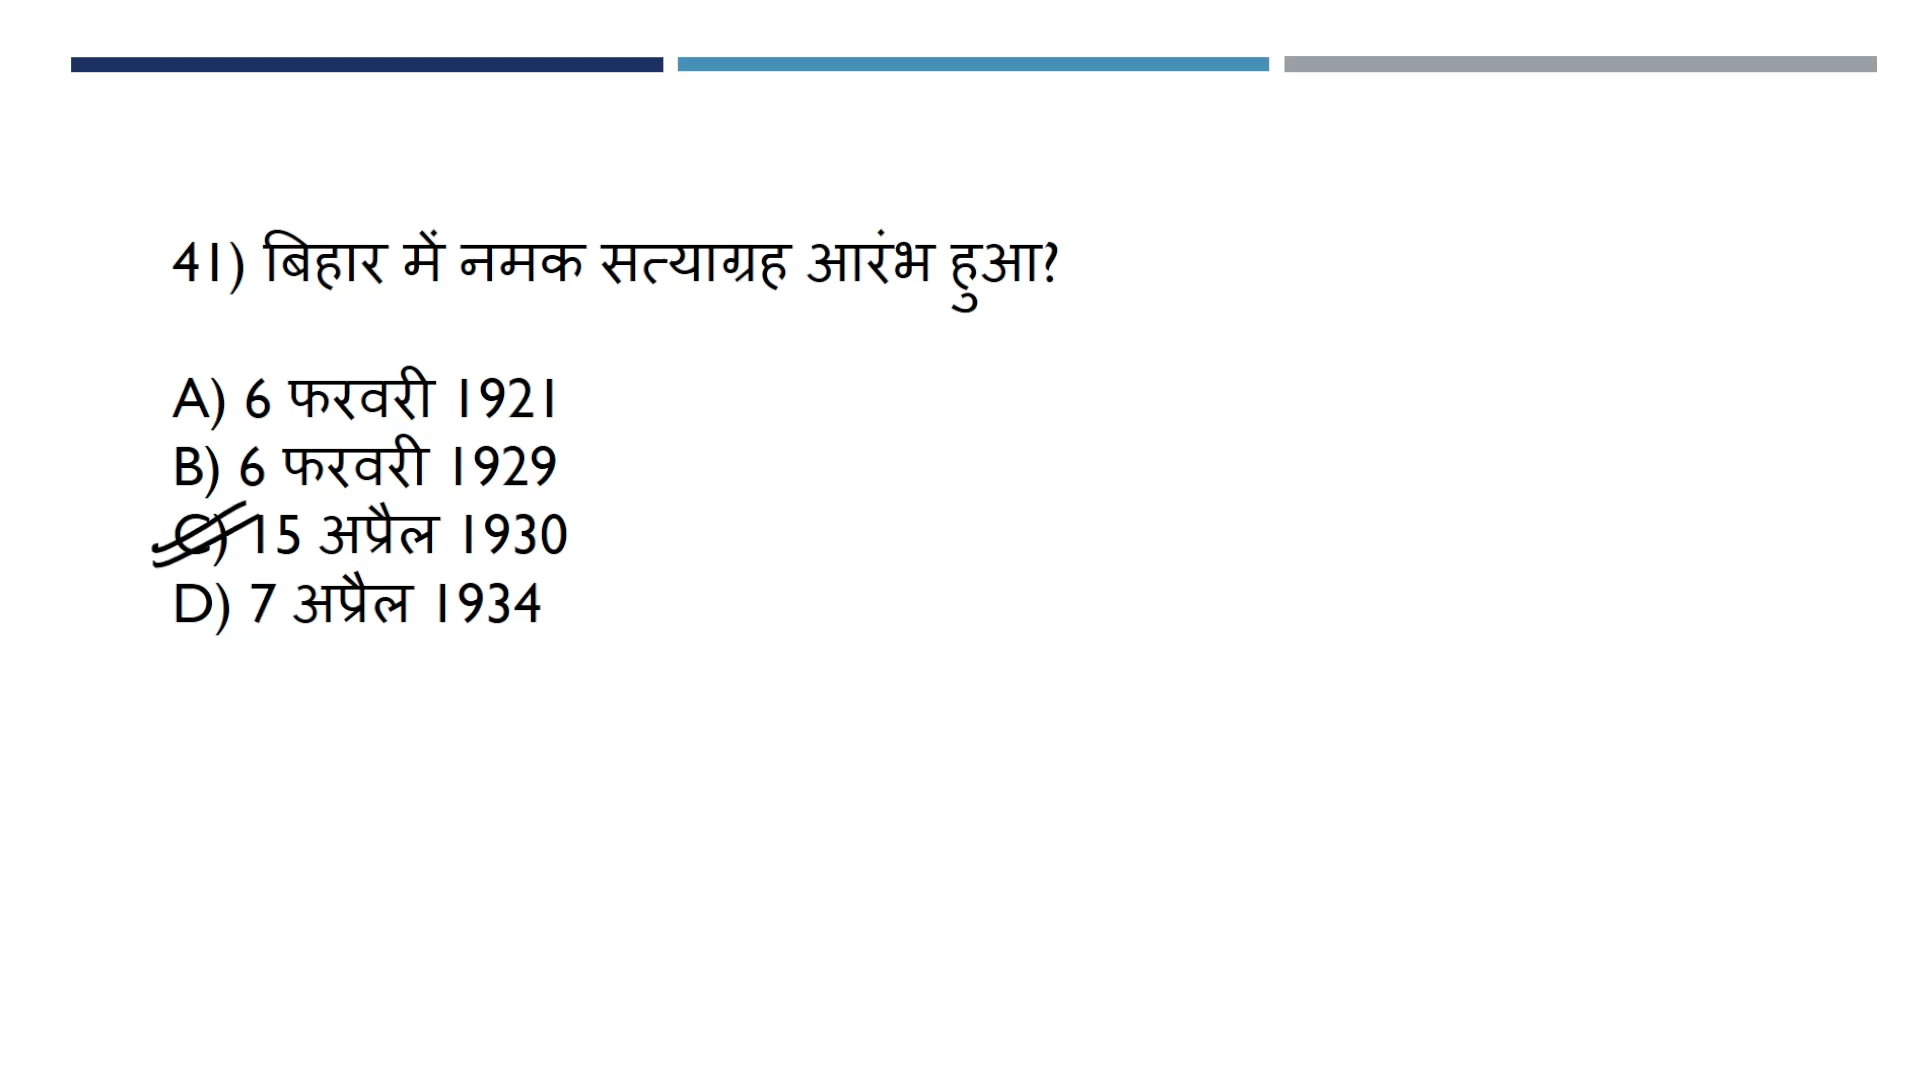 41) बिहार में नमक सत्याग्रह आरंभ हुआ?
A) 6 फरवरी 1921
B) 6 फरवरी 1929
C) 15 अप्रैल 1930
D) 7 अप्रैल 1934